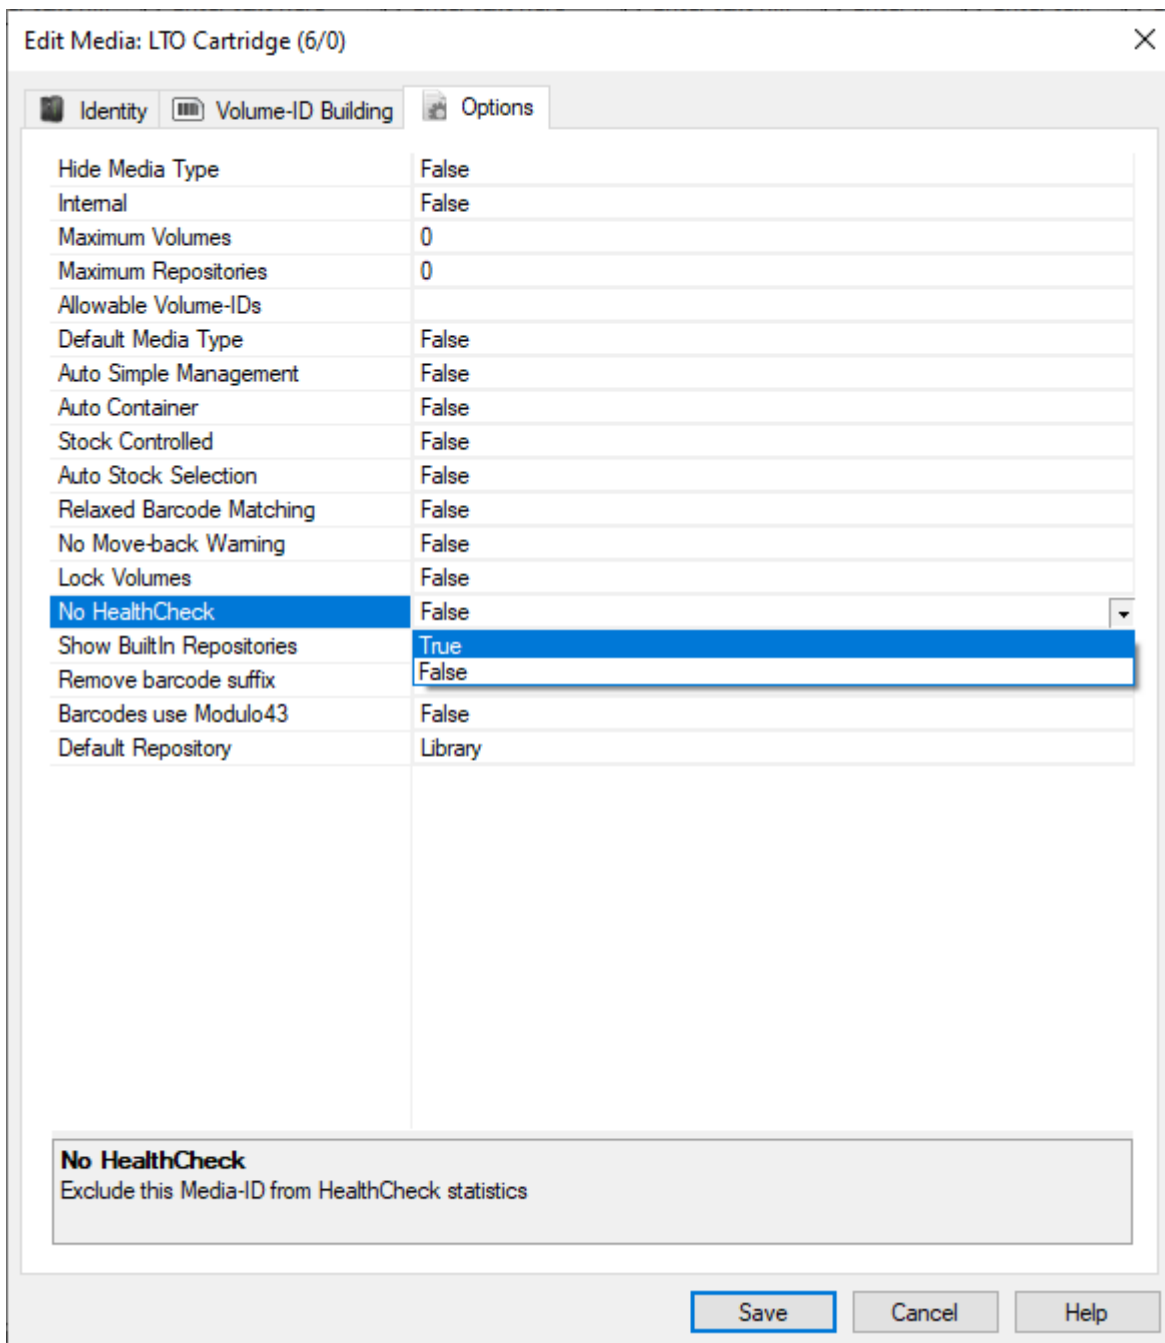 Edit Media: LTO Cartridge (6/0)
Identity Volume-ID Building Options
Hide Media Type False
Internal False
Maximum Volumes 0
Maximum Repositories 0
Allowable Volume-IDs
Default Media Type False
Auto Simple Management False
Auto Container False
Stock Controlled False
Auto Stock Selection False
Relaxed Barcode Matching False
No Move-back Warning False
Lock Volumes False
No HealthCheck False
Show BuiltIn Repositories True
Remove barcode suffix False
Barcodes use Modulo43 False
Default Repository Library
No HealthCheck
Exclude this Media-ID from HealthCheck statistics
Save Cancel Help